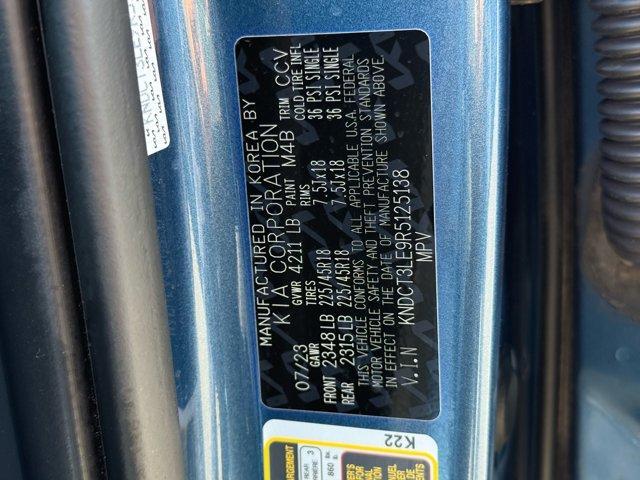 MANUFACTURED IN KOREA BY
KIA CORPORATION
07/23 GVWR 4211 LB PAINT M4B TRIM CCV
GAWR TIRES RIMS COLD TIRE INFL
FRONT 2348 LB 225/45R18 7.5JX18 36 PSI SINGLE
REAR 2315 LB 225/45R18 7.5JX18 36 PSI SINGLE
THIS VEHICLE CONFORMS TO ALL APPLICABLE U.S.A. FEDERAL
MOTOR VEHICLE SAFETY AND THEFT PREVENTION STANDARDS
IN EFFECT ON THE DATE OF MANUFACTURE SHOWN ABOVE.
V.I.N KNDCT3LE9R5125138
MPV
K22
REAR 3
860